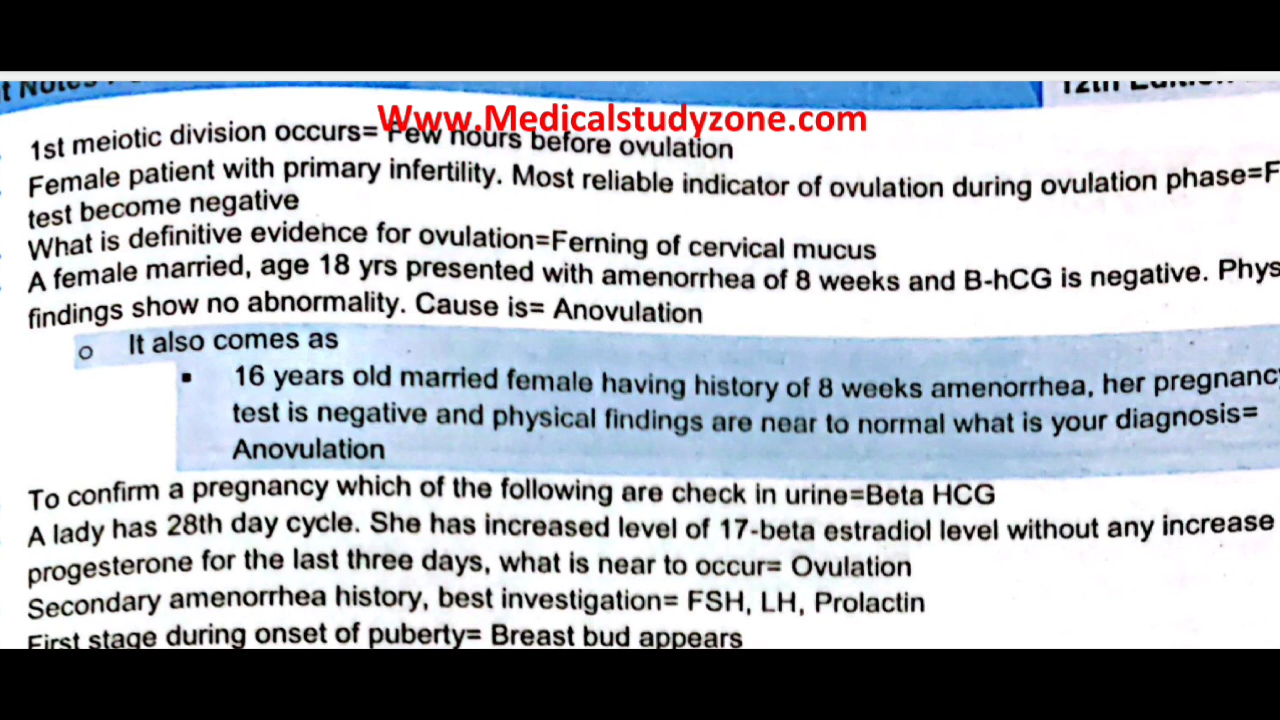 t Notes
12th Edition
Www.Medicalstudyzone.com
1st meiotic division occurs= Few hours before ovulation
Female patient with primary infertility. Most reliable indicator of ovulation during ovulation phase=F
test become negative
What is definitive evidence for ovulation=Ferning of cervical mucus
A female married, age 18 yrs presented with amenorrhea of 8 weeks and B-hCG is negative. Phys
findings show no abnormality. Cause is= Anovulation
o It also comes as
▪ 16 years old married female having history of 8 weeks amenorrhea, her pregnancy
test is negative and physical findings are near to normal what is your diagnosis=
Anovulation
To confirm a pregnancy which of the following are check in urine=Beta HCG
A lady has 28th day cycle. She has increased level of 17-beta estradiol level without any increase
progesterone for the last three days, what is near to occur= Ovulation
Secondary amenorrhea history, best investigation= FSH, LH, Prolactin
First stage during onset of puberty= Breast bud appears